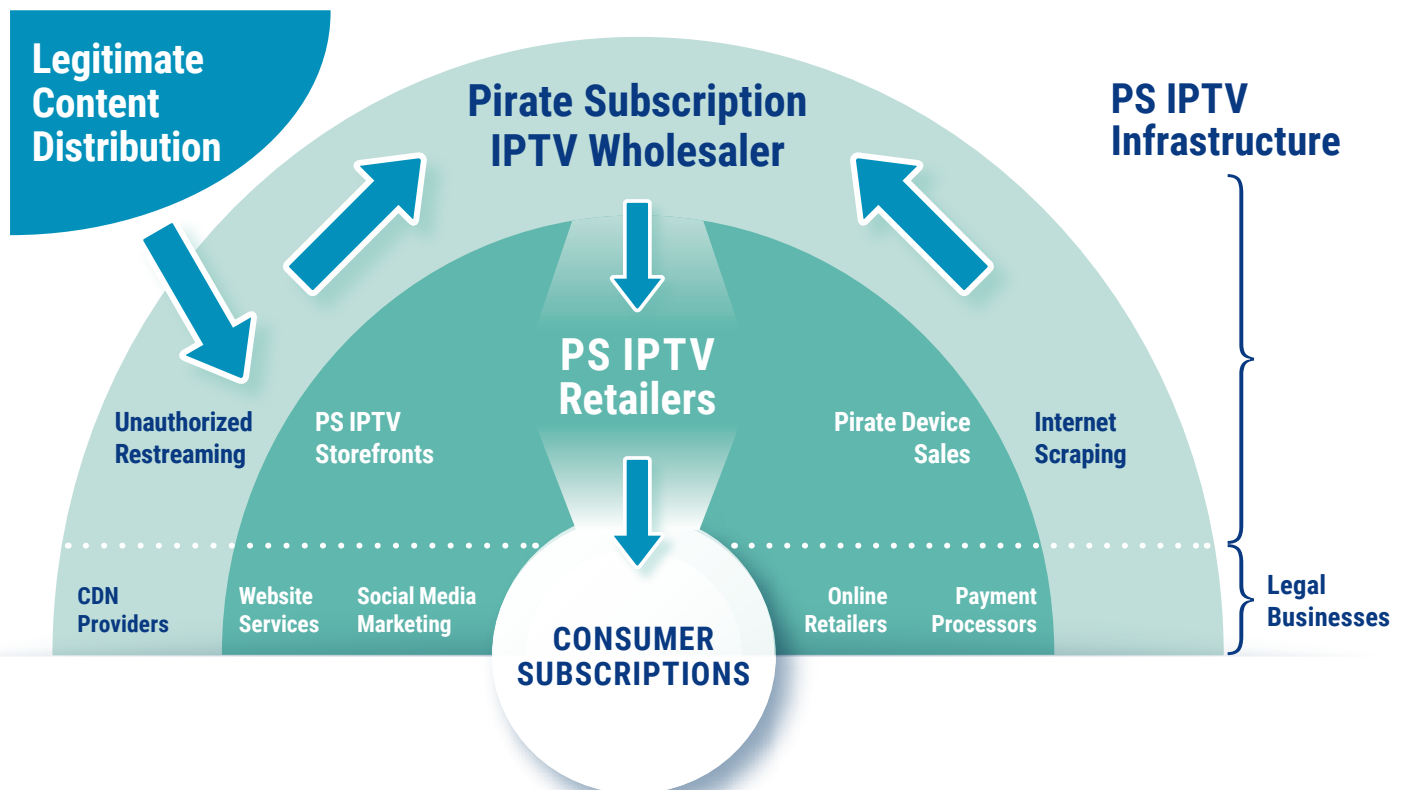 Legitimate
Content
Distribution
Pirate Subscription
IPTV Wholesaler
PS IPTV
Infrastructure
PS IPTV
Retailers
Unauthorized
Restreaming
PS IPTV
Storefronts
Pirate Device
Sales
Internet
Scraping
CDN
Providers
Website
Services
Social Media
Marketing
Online
Retailers
Payment
Processors
Legal
Businesses
CONSUMER
SUBSCRIPTIONS